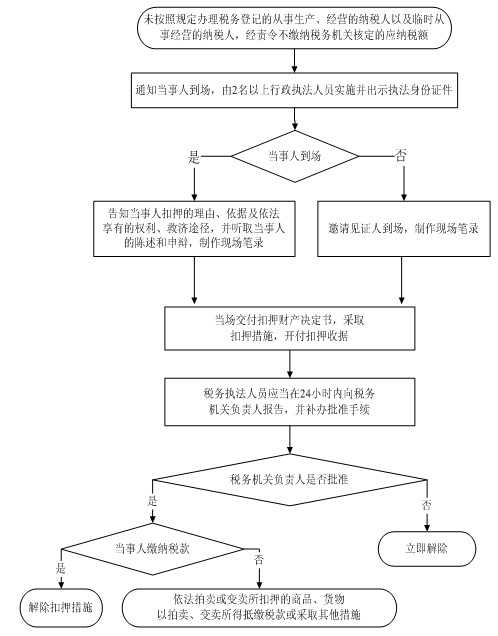 未按照规定办理税务登记的从事生产、经营的纳税人以及临时从
事经营的纳税人，经责令不缴纳税务机关核定的应纳税额
通知当事人到场，由2名以上行政执法人员实施并出示执法身份证件
当事人到场
是
否
告知当事人扣押的理由、依据及依法
享有的权利、救济途径，并听取当事人
的陈述和申辩，制作现场笔录
邀请见证人到场，制作现场笔录
当场交付扣押财产决定书，采取
扣押措施，开付扣押收据
税务执法人员应当在24小时内向税务
机关负责人报告，并补办批准手续
税务机关负责人是否批准
是
否
当事人缴纳税款
立即解除
是
否
解除扣押措施
依法拍卖或变卖所扣押的商品、货物
以拍卖、变卖所得抵缴税款或采取其他措施